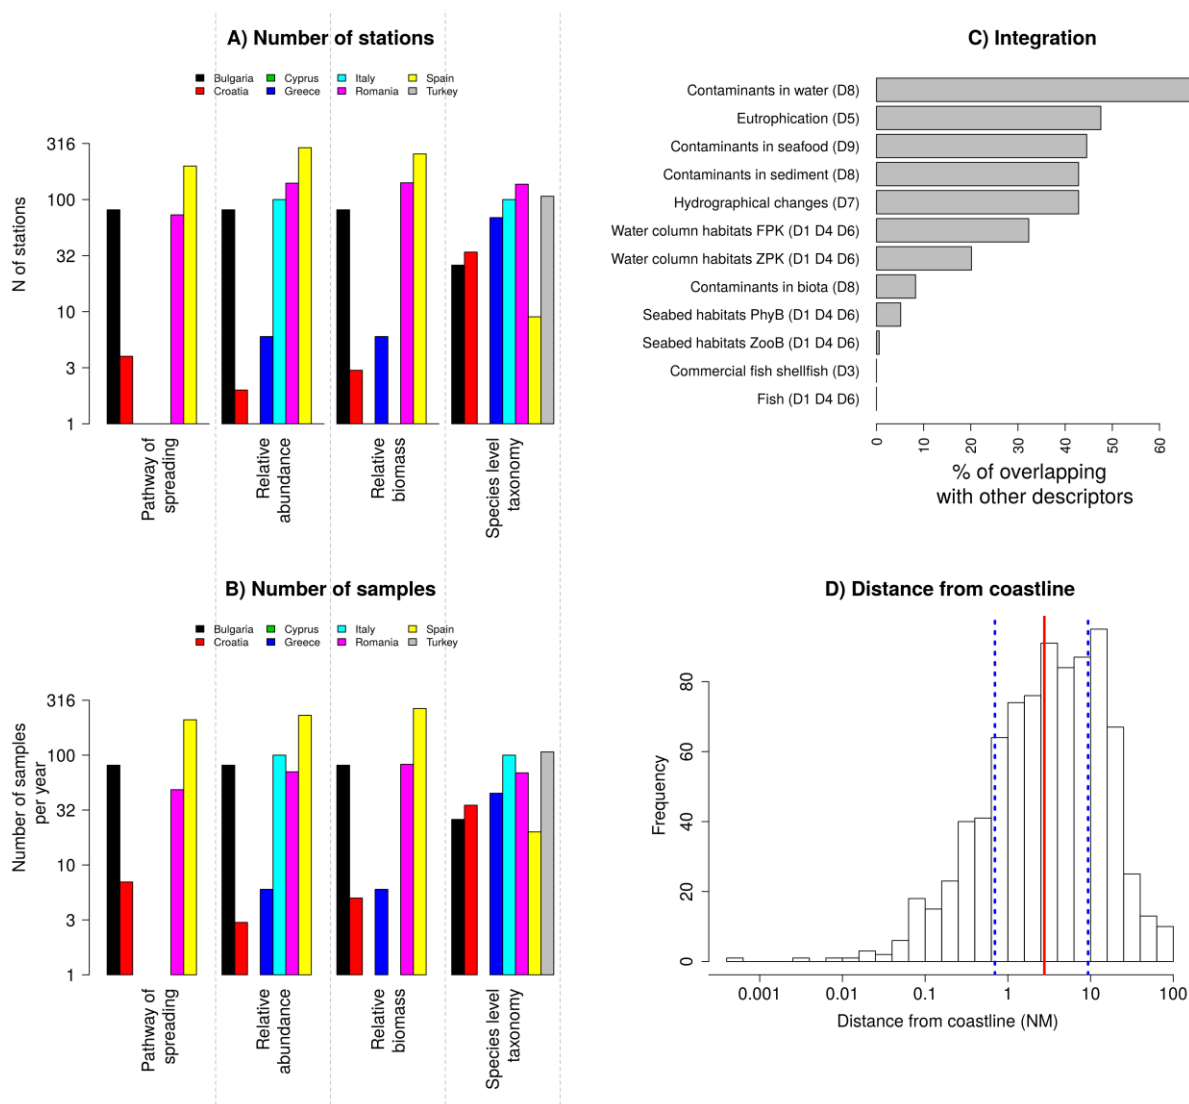 A) Number of stations
Bulgaria Cyprus Italy Spain
Croatia Greece Romania Turkey
N of stations
316
100
32
10
3
1
Pathway of
spreading
Relative
abundance
Relative
biomass
Species level
taxonomy
C) Integration
Contaminants in water (D8)
Eutrophication (D5)
Contaminants in seafood (D9)
Contaminants in sediment (D8)
Hydrographical changes (D7)
Water column habitats FPK (D1 D4 D6)
Water column habitats ZPK (D1 D4 D6)
Contaminants in biota (D8)
Seabed habitats PhyB (D1 D4 D6)
Seabed habitats ZooB (D1 D4 D6)
Commercial fish shellfish (D3)
Fish (D1 D4 D6)
0 10 20 30 40 50 60
% of overlapping
with other descriptors
B) Number of samples
Bulgaria Cyprus Italy Spain
Croatia Greece Romania Turkey
Number of samples
per year
316
100
32
10
3
1
Pathway of
spreading
Relative
abundance
Relative
biomass
Species level
taxonomy
D) Distance from coastline
Frequency
80
60
40
20
0
0.001 0.01 0.1 1 10 100
Distance from coastline (NM)